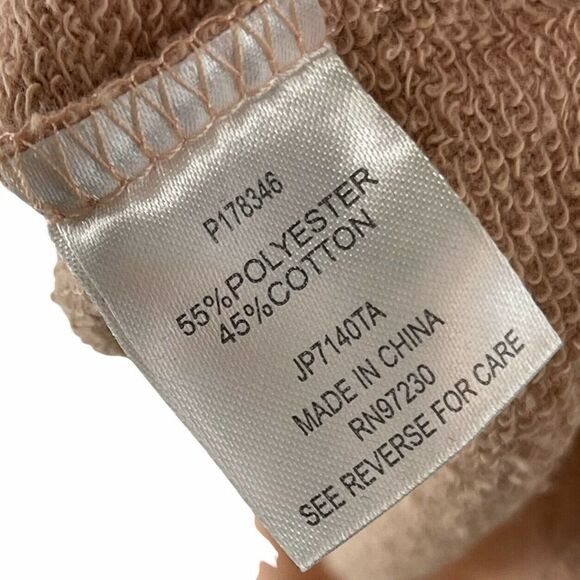 P178346
55%POLYESTER
45%COTTON
JP7140TA
MADE IN CHINA
RN97230
SEE REVERSE FOR CARE